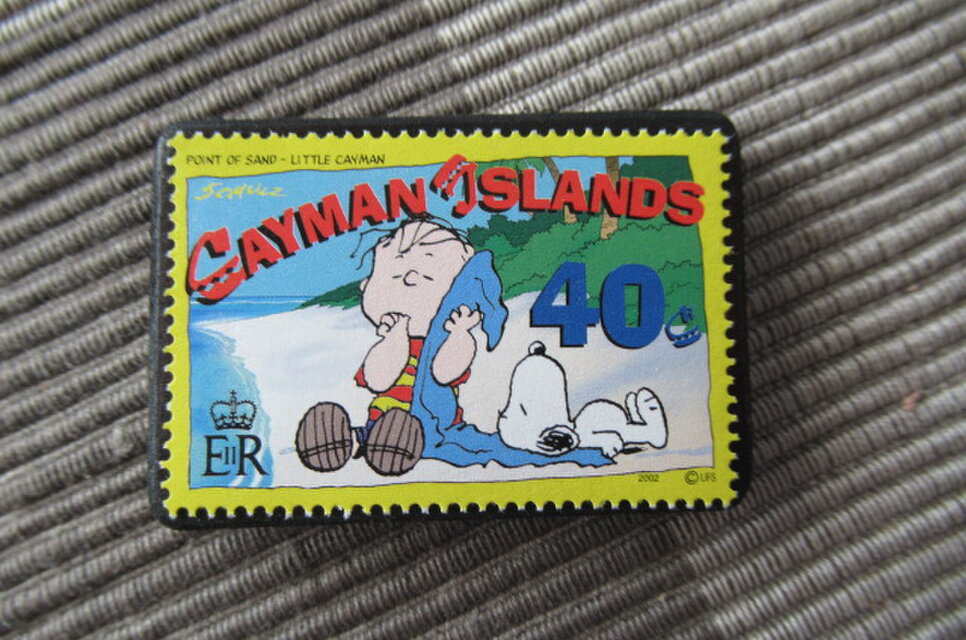 POINT OF SAND - LITTLE CAYMAN
SCHULZ
CAYMAN ISLANDS
40c
EIIR
2002 © UFS